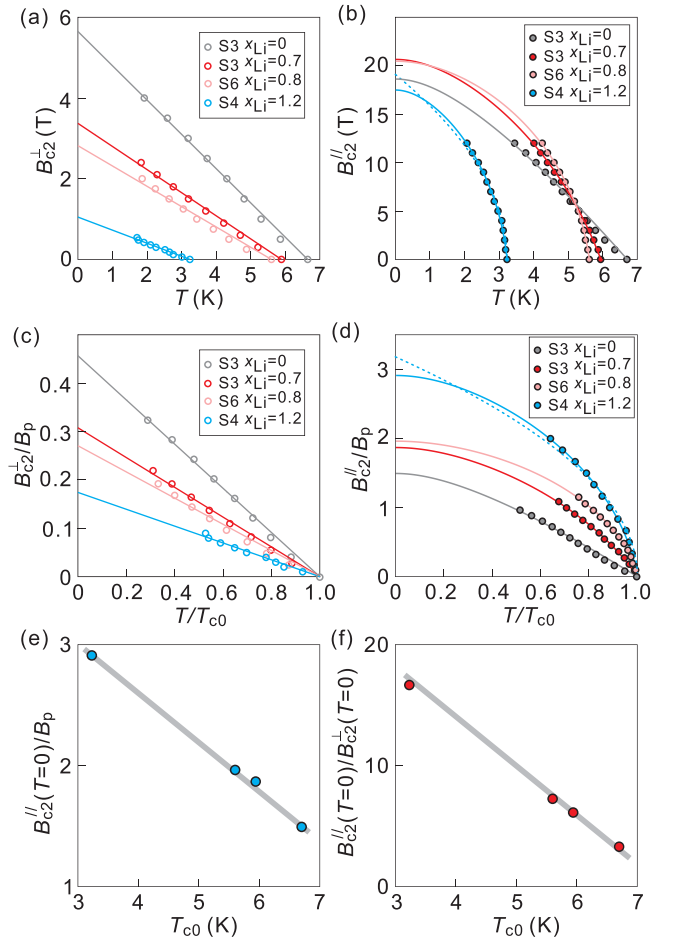 (a)
6
4
2
0
B⊥c2 (T)
S3 xLi=0
S3 xLi=0.7
S6 xLi=0.8
S4 xLi=1.2
0 1 2 3 4 5 6 7
T (K)
(b)
20
15
10
5
0
B//c2 (T)
S3 xLi=0
S3 xLi=0.7
S6 xLi=0.8
S4 xLi=1.2
0 1 2 3 4 5 6 7
T (K)
(c)
0.4
0.3
0.2
0.1
0
B⊥c2/Bp
S3 xLi=0
S3 xLi=0.7
S6 xLi=0.8
S4 xLi=1.2
0 0.2 0.4 0.6 0.8 1.0
T/Tc0
(d)
3
2
1
0
B//c2/Bp
S3 xLi=0
S3 xLi=0.7
S6 xLi=0.8
S4 xLi=1.2
0 0.2 0.4 0.6 0.8 1.0
T/Tc0
(e)
3
2
1
B//c2(T=0)/Bp
3 4 5 6 7
Tc0 (K)
(f)
20
10
0
B//c2(T=0)/B⊥c2(T=0)
3 4 5 6 7
Tc0 (K)